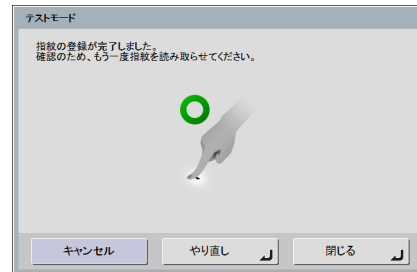 テストモード
指紋の登録が完了しました。
確認のため、もう一度指紋を読み取らせてください。
キャンセル
やり直し
閉じる